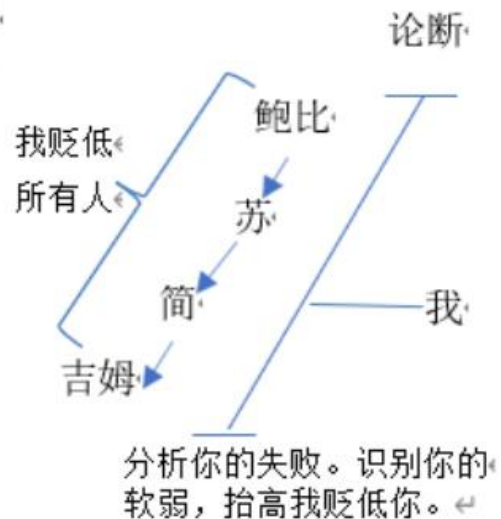 论断
鲍比
我贬低
所有人
苏
简
我
吉姆
分析你的失败。识别你的
软弱，抬高我贬低你。